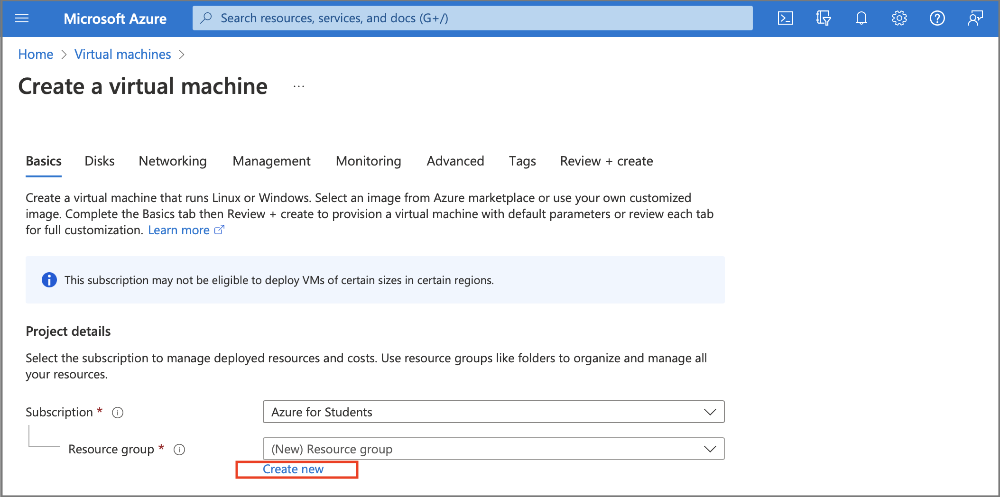 Microsoft Azure
Search resources, services, and docs (G+/)
Home > Virtual machines >
Create a virtual machine ...
Basics Disks Networking Management Monitoring Advanced Tags Review + create
Create a virtual machine that runs Linux or Windows. Select an image from Azure marketplace or use your own customized
image. Complete the Basics tab then Review + create to provision a virtual machine with default parameters or review each tab
for full customization. Learn more
This subscription may not be eligible to deploy VMs of certain sizes in certain regions.
Project details
Select the subscription to manage deployed resources and costs. Use resource groups like folders to organize and manage all
your resources.
Subscription *
Azure for Students
Resource group *
(New) Resource group
Create new